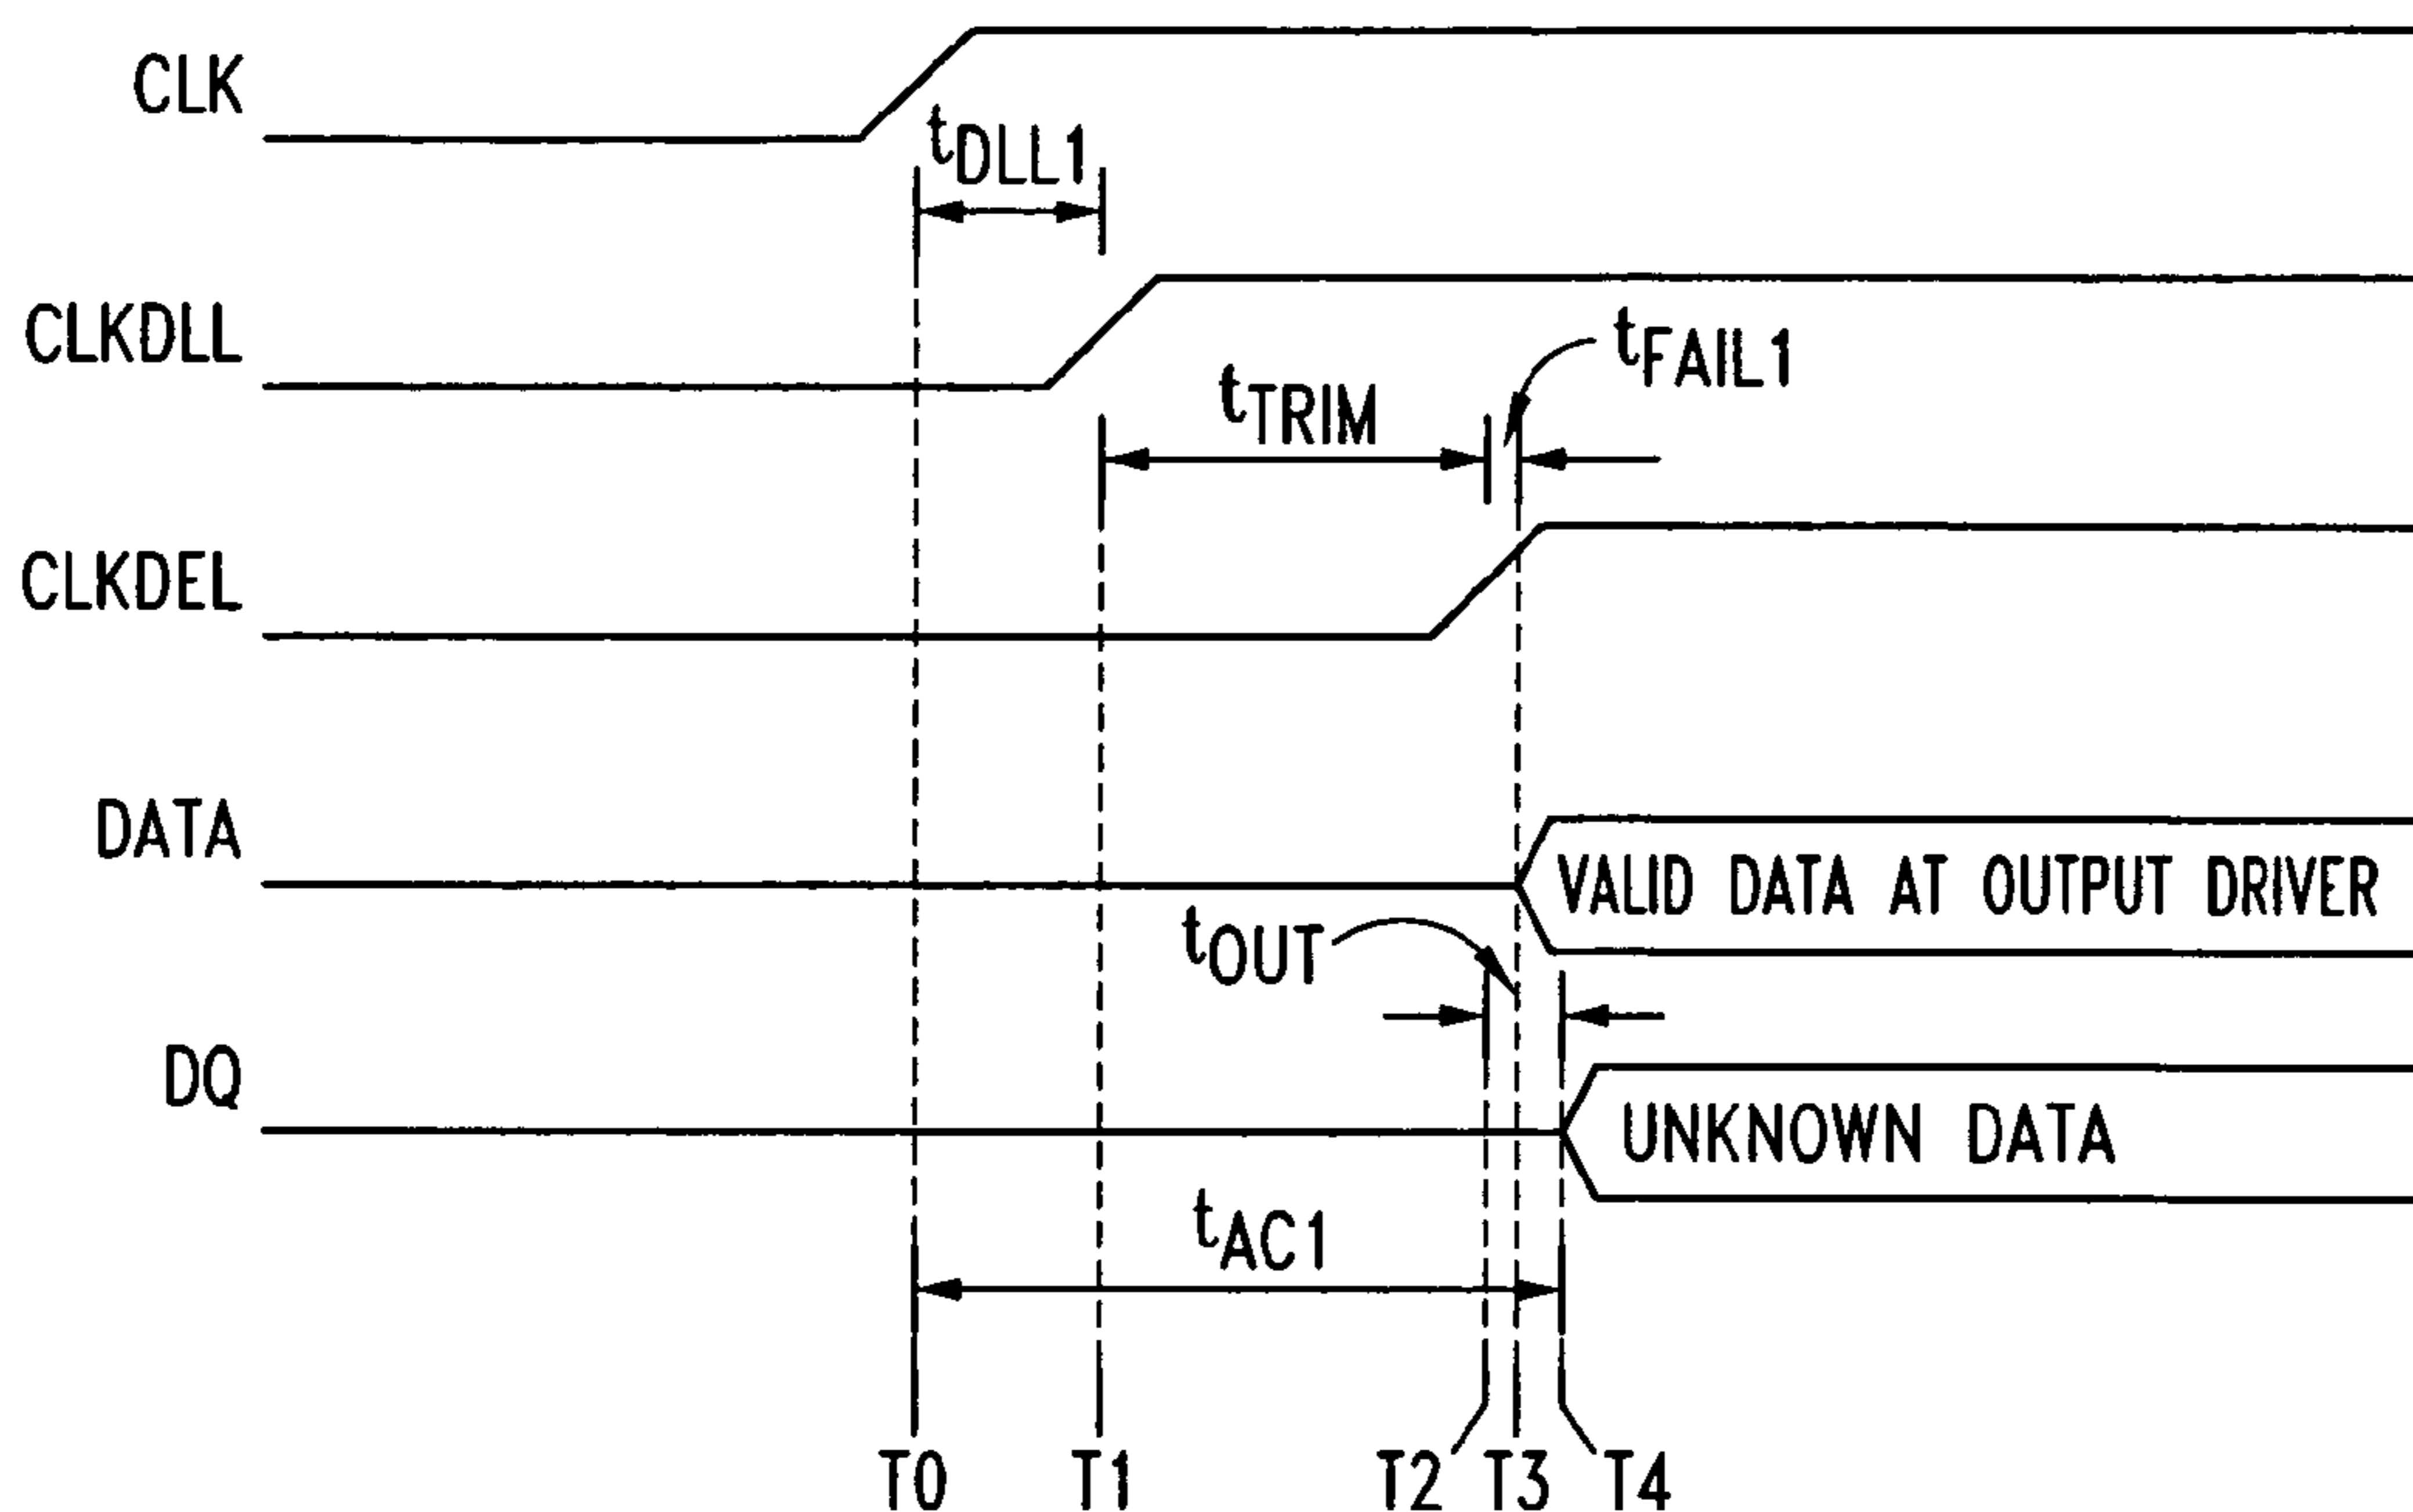 CLK
tDLL1
CLKDLL
tFAIL1
tTRIM
CLKDEL
DATA
VALID DATA AT OUTPUT DRIVER
tOUT
DQ
UNKNOWN DATA
tAC1
T0 T1 T2 T3 T4